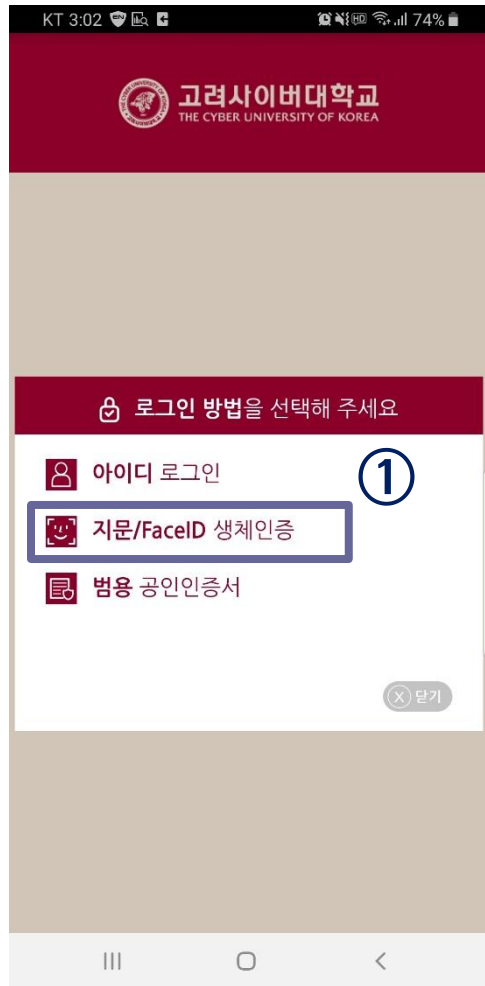 KT 3:02 74%
고려사이버대학교
THE CYBER UNIVERSITY OF KOREA
로그인 방법을 선택해 주세요
아이디 로그인
①
지문/FaceID 생체인증
범용 공인인증서
닫기